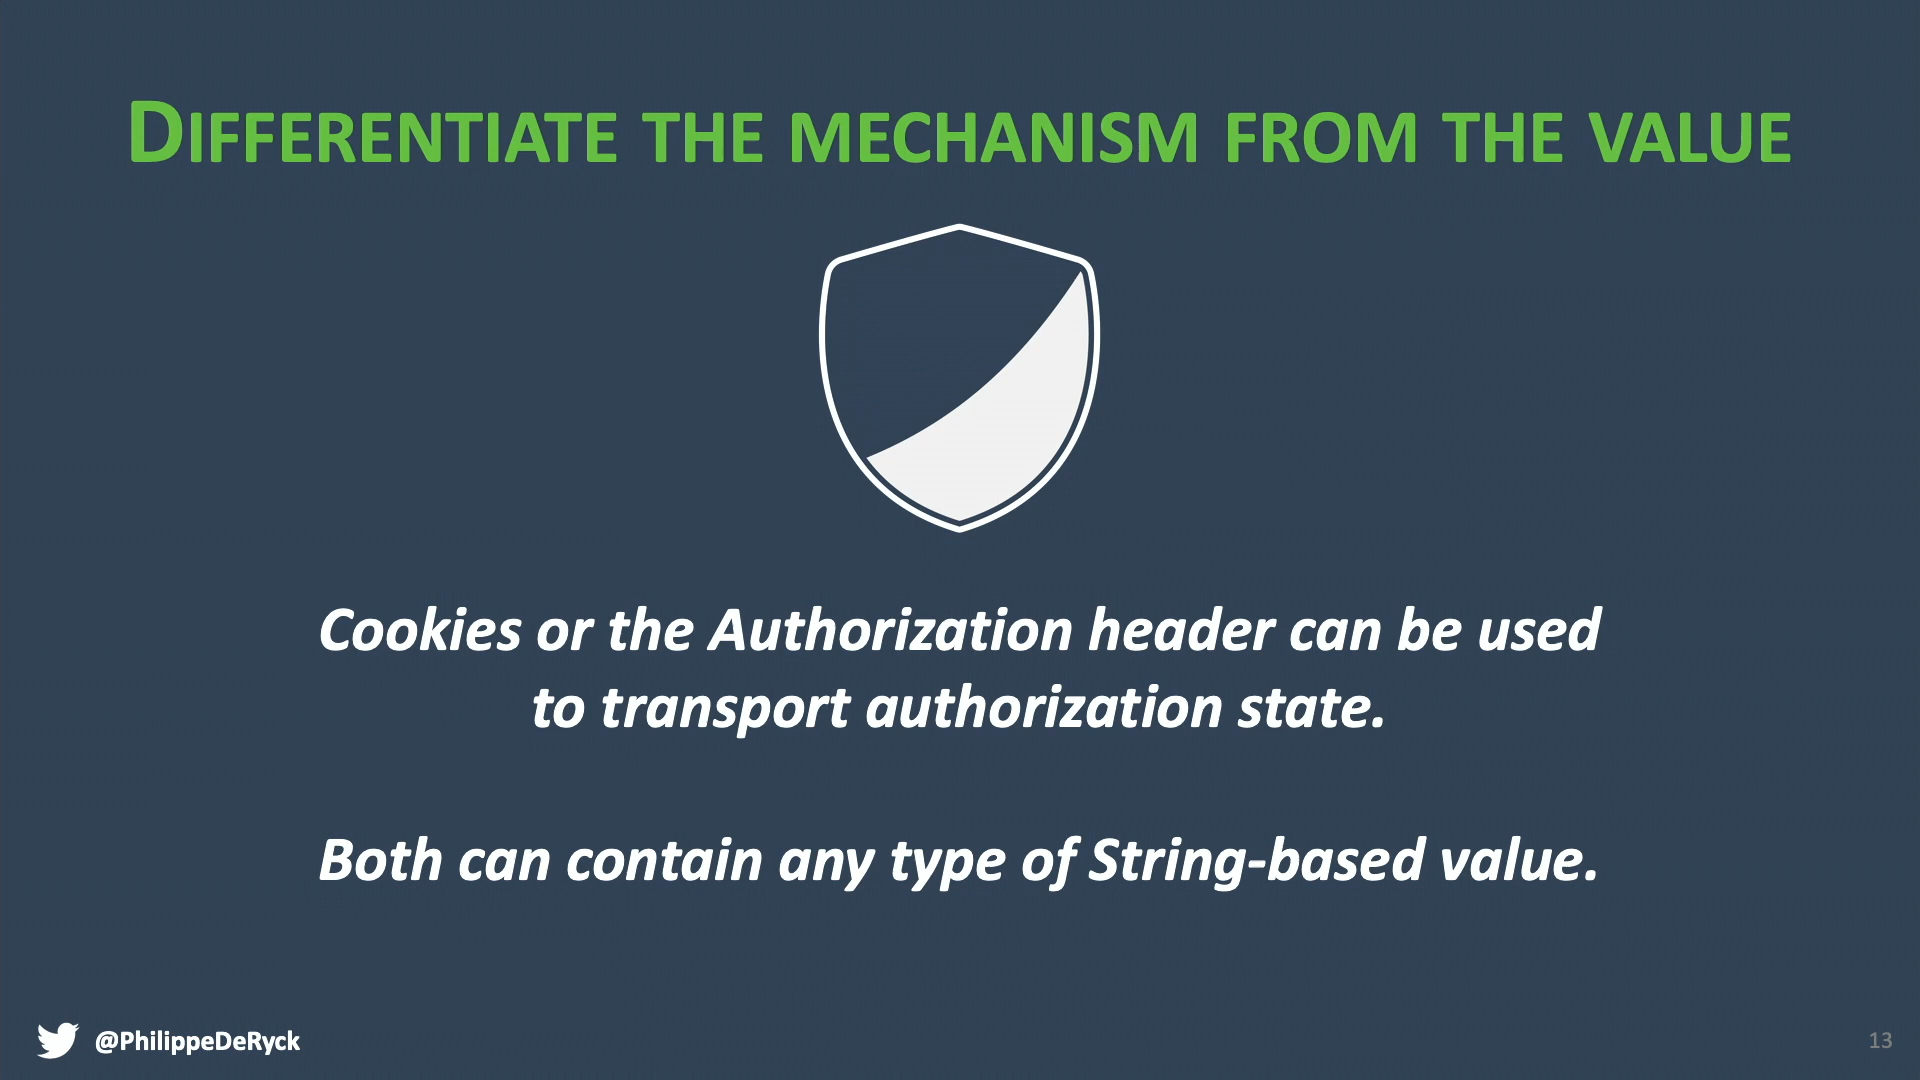 DIFFERENTIATE THE MECHANISM FROM THE VALUE
Cookies or the Authorization header can be used
to transport authorization state.
Both can contain any type of String-based value.
@PhilippeDeRyck
13